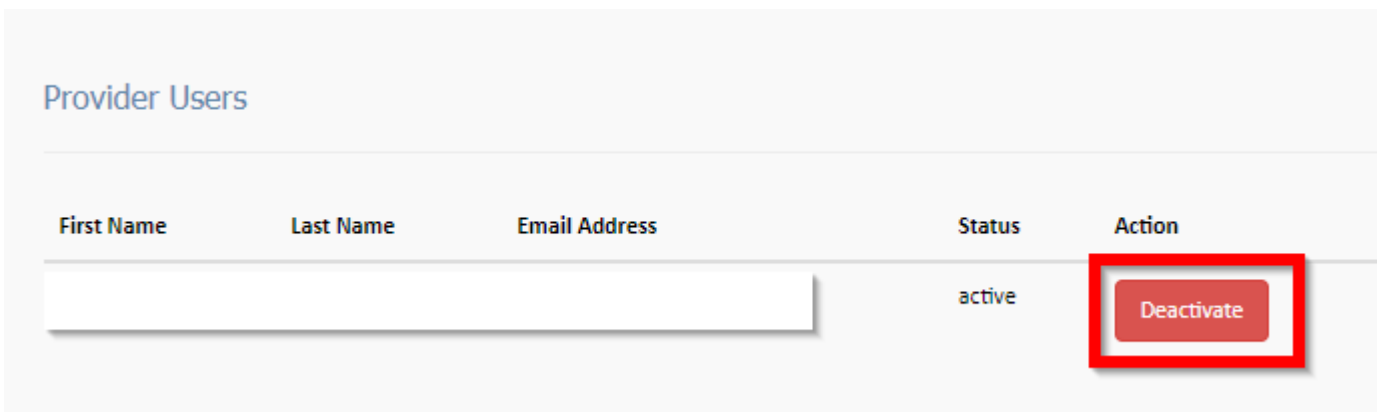 Provider Users
First Name Last Name Email Address Status Action
active Deactivate